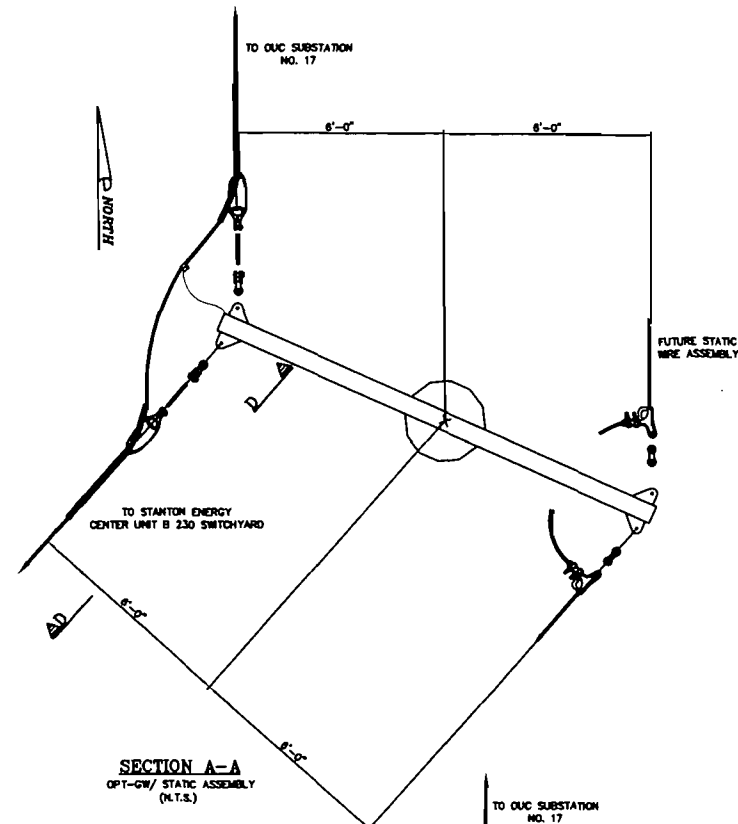 TO OUC SUBSTATION
NO. 17
6'-0"
6'-0"
NORTH
FUTURE STATIC
WIRE ASSEMBLY
D
TO STANTON ENERGY
CENTER UNIT B 230 SWITCHYARD
6'-0"
D
6'-0"
SECTION A-A
OPT-GW/ STATIC ASSEMBLY
(N.T.S.)
TO OUC SUBSTATION
NO. 17